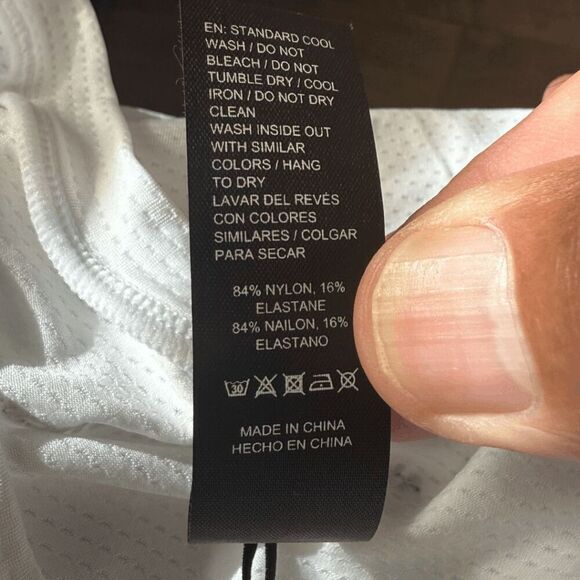 EN: STANDARD COOL
WASH / DO NOT
BLEACH / DO NOT
TUMBLE DRY / COOL
IRON / DO NOT DRY
CLEAN
WASH INSIDE OUT
WITH SIMILAR
COLORS / HANG
TO DRY
LAVAR DEL REVÉS
CON COLORES
SIMILARES / COLGAR
PARA SECAR
84% NYLON, 16%
ELASTANE
84% NAILON, 16%
ELASTANO
30
MADE IN CHINA
HECHO EN CHINA